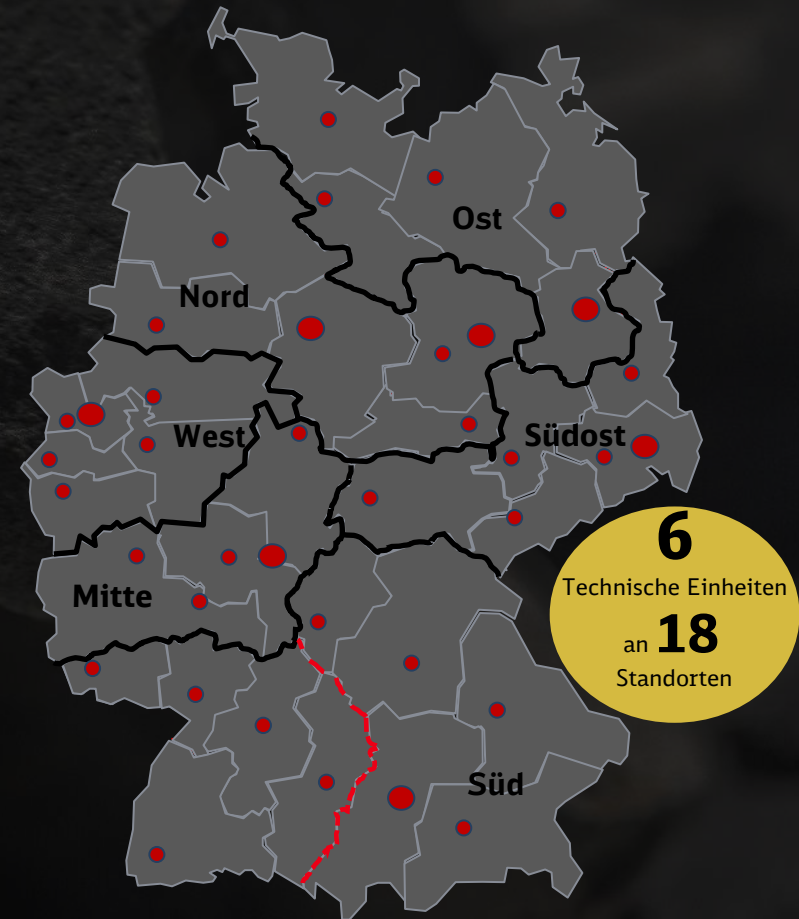 Ost
Nord
West
Südost
Mitte
Süd
6
Technische Einheiten
an 18
Standorten